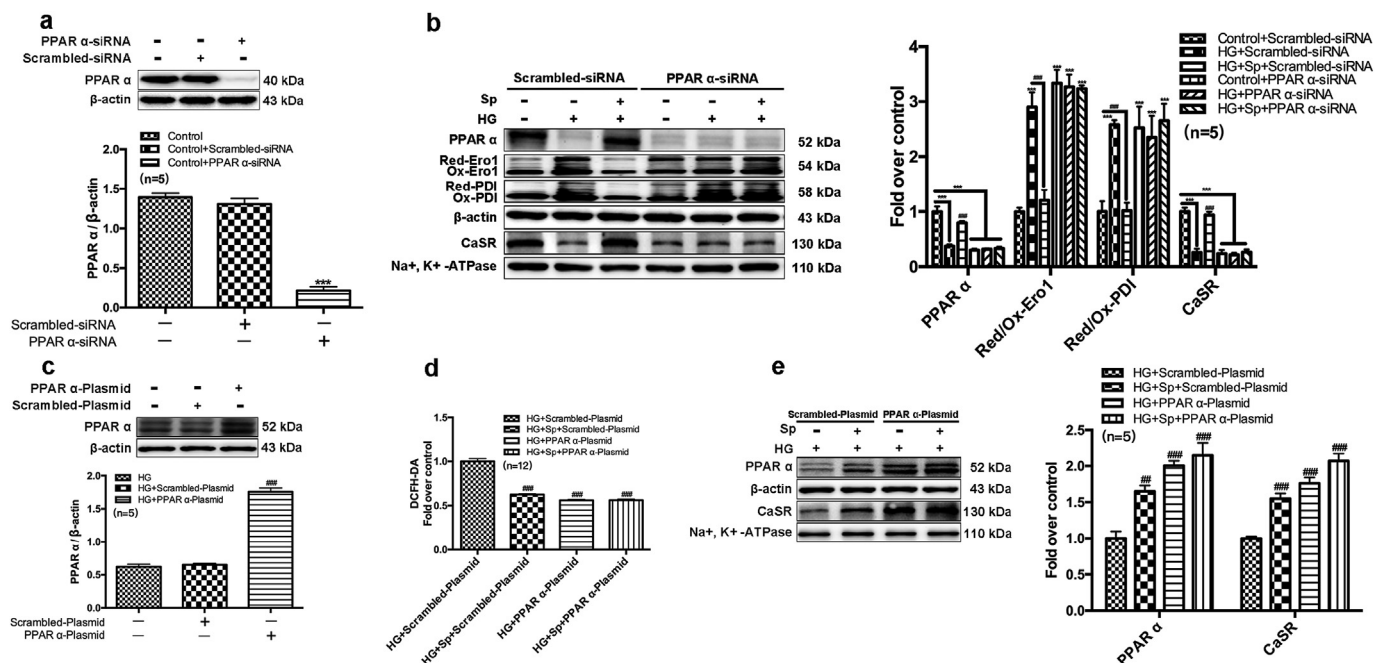 a
PPAR α-siRNA - - +
Scrambled-siRNA - + -
PPAR α 40 kDa
β-actin 43 kDa
Control
Control+Scrambled-siRNA
Control+PPAR α-siRNA
(n=5)
PPAR α / β-actin
2.0
1.5
1.0
0.5
0.0
***
Scrambled-siRNA — + —
PPAR α-siRNA — — +
b
Scrambled-siRNA PPAR α-siRNA
Sp - - + - - +
HG - + + - + +
PPAR α 52 kDa
Red-Ero1
Ox-Ero1 54 kDa
Red-PDI
Ox-PDI 58 kDa
β-actin 43 kDa
CaSR 130 kDa
Na+, K+ -ATPase 110 kDa
Control+Scrambled-siRNA
HG+Scrambled-siRNA
HG+Sp+Scrambled-siRNA
Control+PPAR α-siRNA
HG+PPAR α-siRNA
HG+Sp+PPAR α-siRNA
(n=5)
Fold over control
4
3
2
1
0
*** *** ### *** *** *** *** *** ### *** *** *** *** *** *** ### ***
###
PPAR α
Red/Ox-Ero1
Red/Ox-PDI
CaSR
c
PPAR α-Plasmid - - +
Scrambled-Plasmid - + -
PPAR α 52 kDa
β-actin 43 kDa
HG
HG+Scrambled-Plasmid
HG+PPAR α-Plasmid
(n=5)
PPAR α / β-actin
2.0
1.5
1.0
0.5
0.0
###
Scrambled-Plasmid — + —
PPAR α-Plasmid — — +
d
HG+Scrambled-Plasmid
HG+Sp+Scrambled-Plasmid
HG+PPAR α-Plasmid
HG+Sp+PPAR α-Plasmid
(n=12)
DCFH-DA
Fold over control
1.5
1.0
0.5
0.0
### ### ###
HG+Scrambled-Plasmid
HG+Sp+Scrambled-Plasmid
HG+PPAR α-Plasmid
HG+Sp+PPAR α-Plasmid
e
Scrambled-Plasmid PPAR α-Plasmid
Sp - + - +
HG + + + +
PPAR α 52 kDa
β-actin 43 kDa
CaSR 130 kDa
Na+, K+ -ATPase 110 kDa
HG+Scrambled-Plasmid
HG+Sp+Scrambled-Plasmid
HG+PPAR α-Plasmid
HG+Sp+PPAR α-Plasmid
(n=5)
Fold over control
2.5
2.0
1.5
1.0
0.5
0.0
## ### ### ### ### ###
PPAR α
CaSR